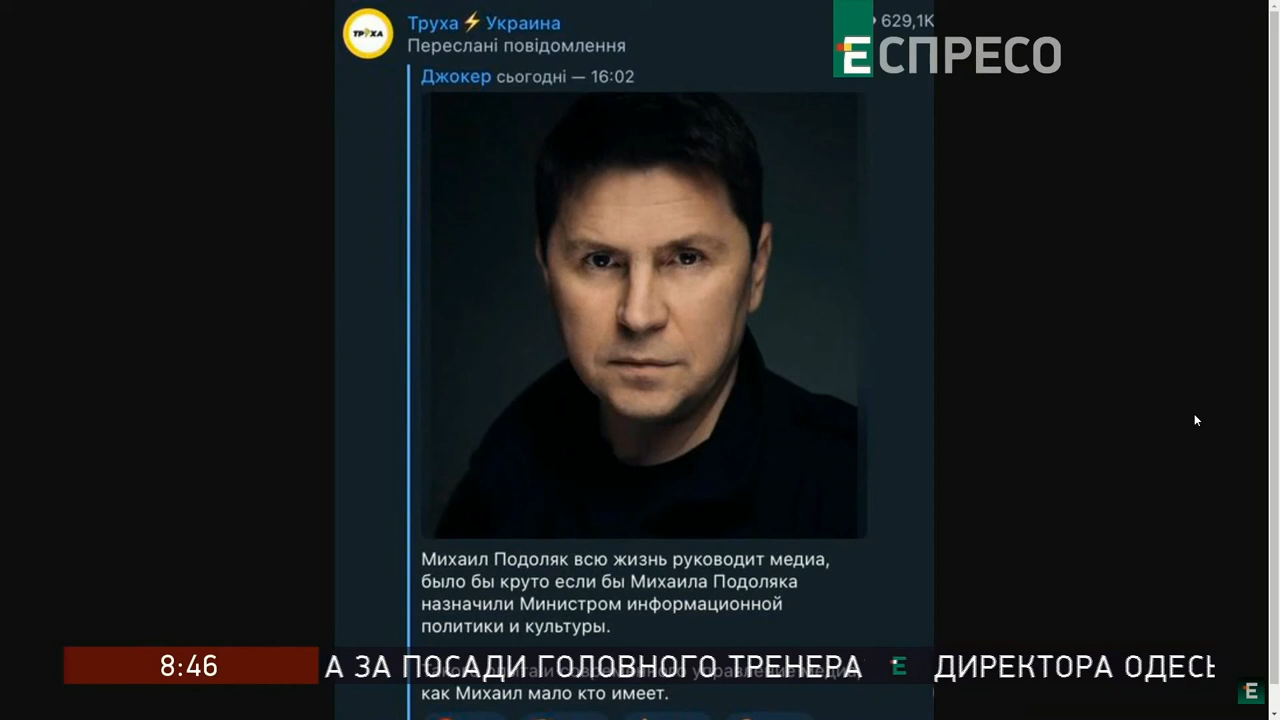 ТРУХА
Труха⚡Украина
629,1K
Переслані повідомлення
ЕСПРЕСО
Джокер сьогодні — 16:02
Михаил Подоляк всю жизнь руководит медиа,
было бы круто если бы Михаила Подоляка
назначили Министром информационной
политики и культуры.
8:46
А ЗА ПОСАДИ ГОЛОВНОГО ТРЕНЕРА
ДИРЕКТОРА ОДЕСЬ
как Михаил мало кто имеет.